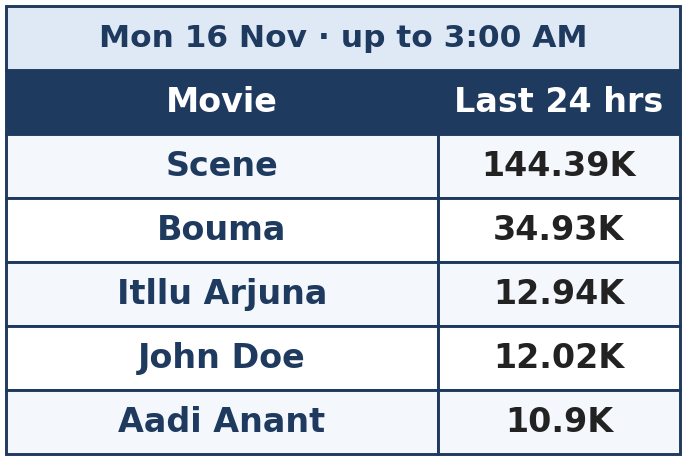 Mon 16 Nov · up to 3:00 AM
Movie Last 24 hrs
Scene 144.39K
Bouma 34.93K
Itllu Arjuna 12.94K
John Doe 12.02K
Aadi Anant 10.9K